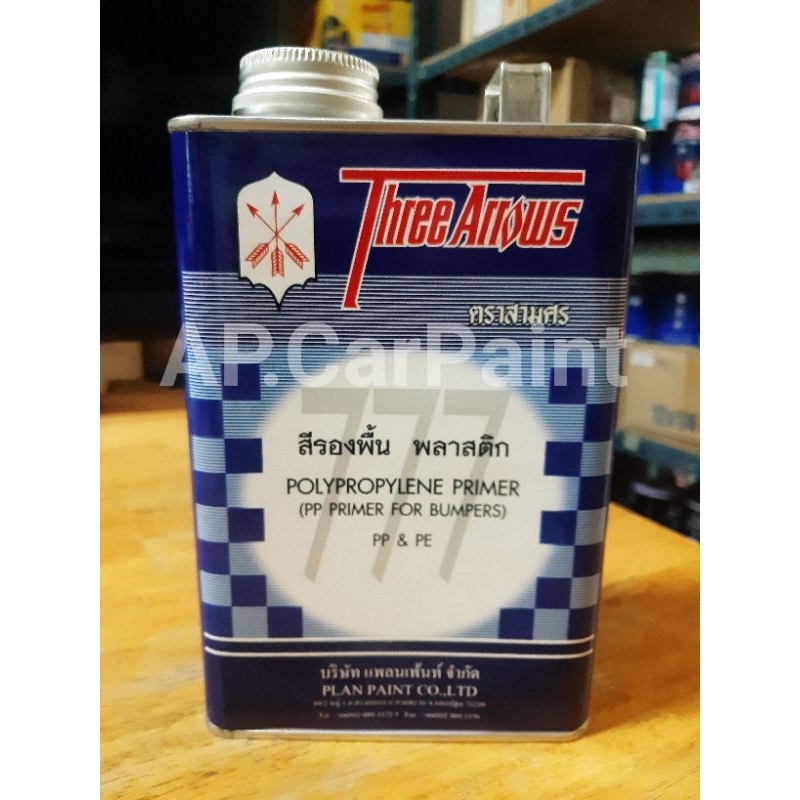 Three Arrows
ตราสามศร
AP.CarPaint
777
สีรองพื้น พลาสติก
POLYPROPYLENE PRIMER
(PP PRIMER FOR BUMPERS)
PP & PE
บริษัท แพลนเพ้นท์ จำกัด
PLAN PAINT CO.,LTD